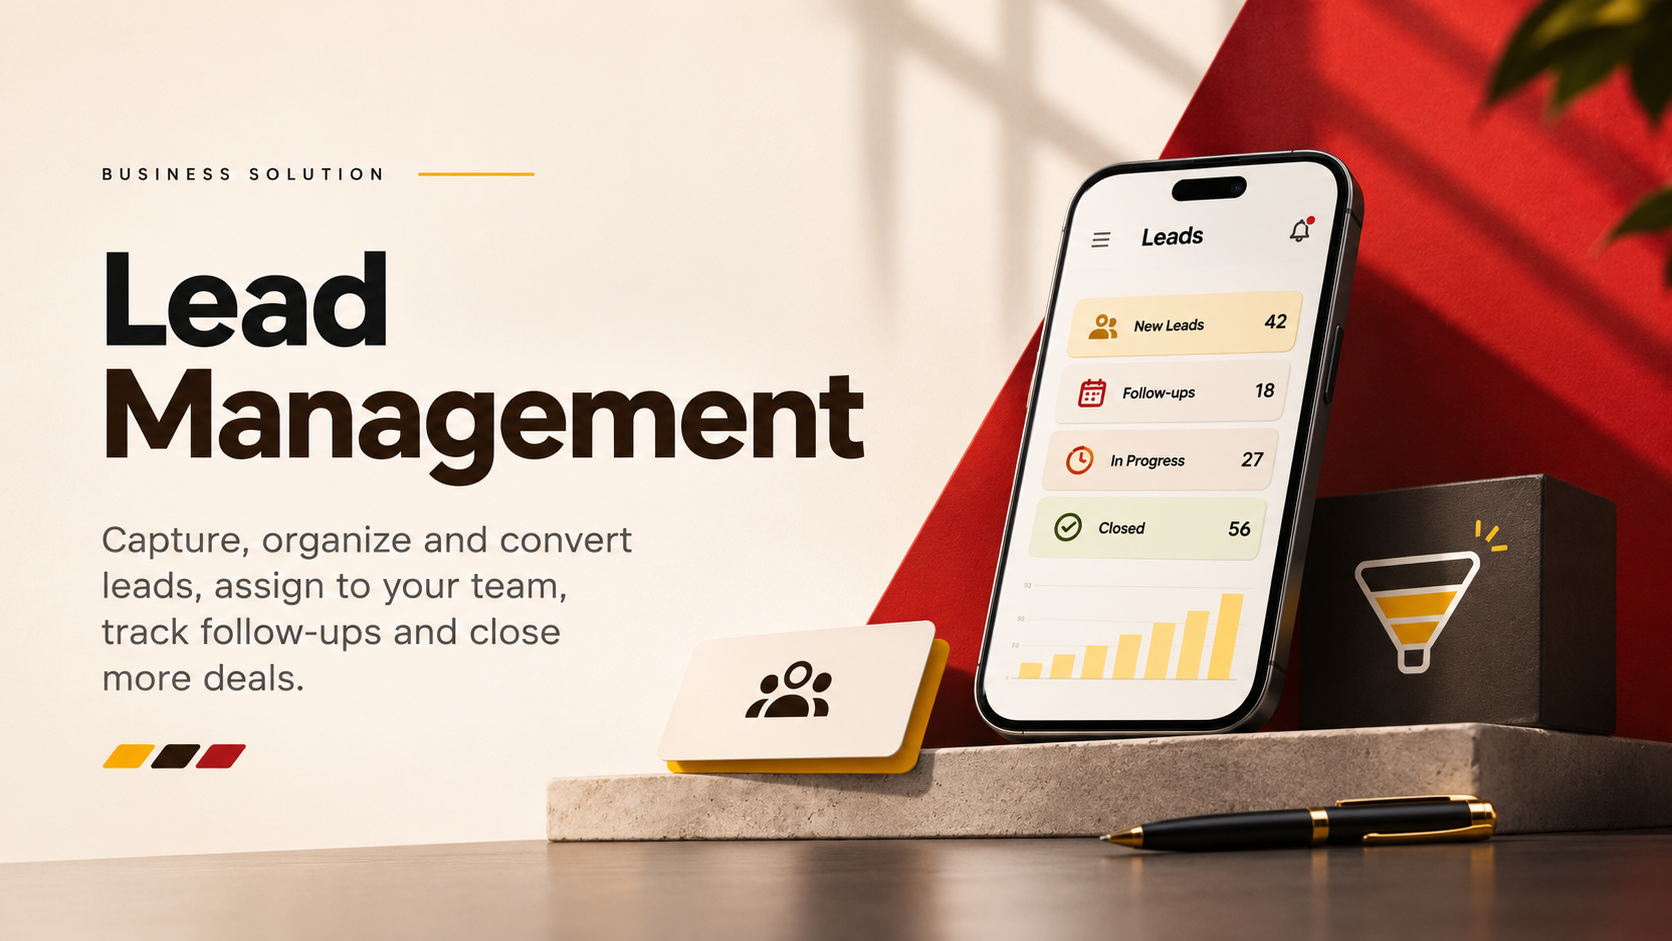 BUSINESS SOLUTION
Lead
Management
Capture, organize and convert
leads, assign to your team,
track follow-ups and close
more deals.
Leads
New Leads 42
Follow-ups 18
In Progress 27
Closed 56